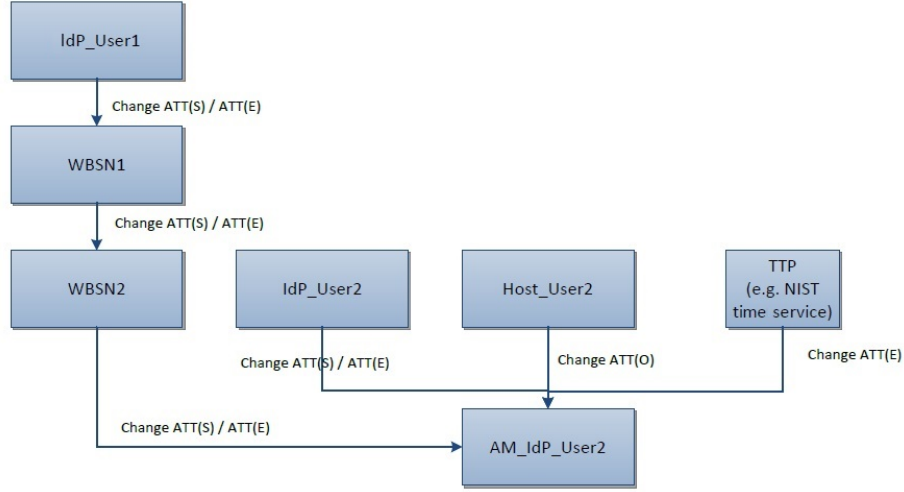 IdP_User1
Change ATT(S) / ATT(E)
WBSN1
Change ATT(S) / ATT(E)
WBSN2
IdP_User2
Host_User2
TTP
(e.g. NIST
time service)
Change ATT(S) / ATT(E)
Change ATT(O)
Change ATT(E)
Change ATT(S) / ATT(E)
AM_IdP_User2